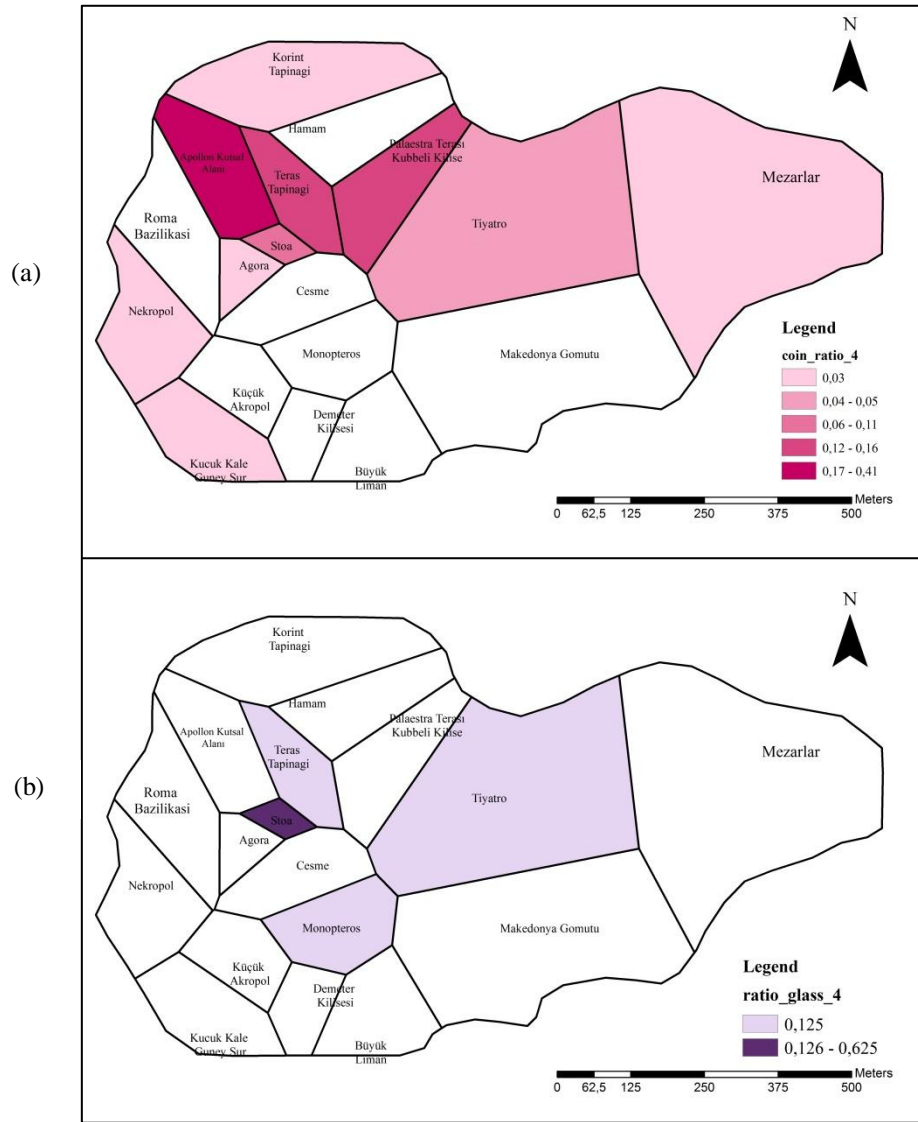 (a)
N
Korint
Tapinagi
Hamam
Apollon Kutsal
Alanı
Teras
Tapinagi
Palaestra Terası
Kubbeli Kilise
Mezarlar
Roma
Bazilikasi
Tiyatro
Stoa
Agora
Cesme
Nekropol
Monopteros
Makedonya Gomutu
Küçük
Akropol
Demeter
Kilisesi
Kucuk Kale
Guney Sur
Büyük
Liman
Legend
coin_ratio_4
0,03
0,04 - 0,05
0,06 - 0,11
0,12 - 0,16
0,17 - 0,41
Meters
0 62,5 125 250 375 500
(b)
N
Korint
Tapinagi
Hamam
Apollon Kutsal
Alanı
Teras
Tapinagi
Palaestra Terası
Kubbeli Kilise
Mezarlar
Roma
Bazilikasi
Tiyatro
Stoa
Agora
Cesme
Nekropol
Monopteros
Makedonya Gomutu
Küçük
Akropol
Demeter
Kilisesi
Kucuk Kale
Guney Sur
Büyük
Liman
Legend
ratio_glass_4
0,125
0,126 - 0,625
Meters
0 62,5 125 250 375 500